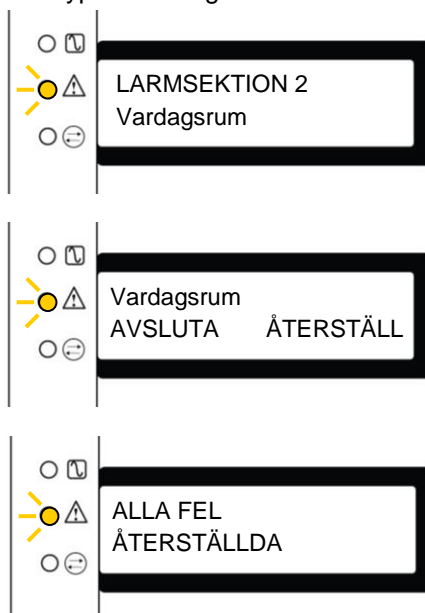 LARMSEKTION 2
Vardagsrum
Vardagsrum
AVSLUTA ÅTERSTÄLL
ALLA FEL
ÅTERSTÄLLDA